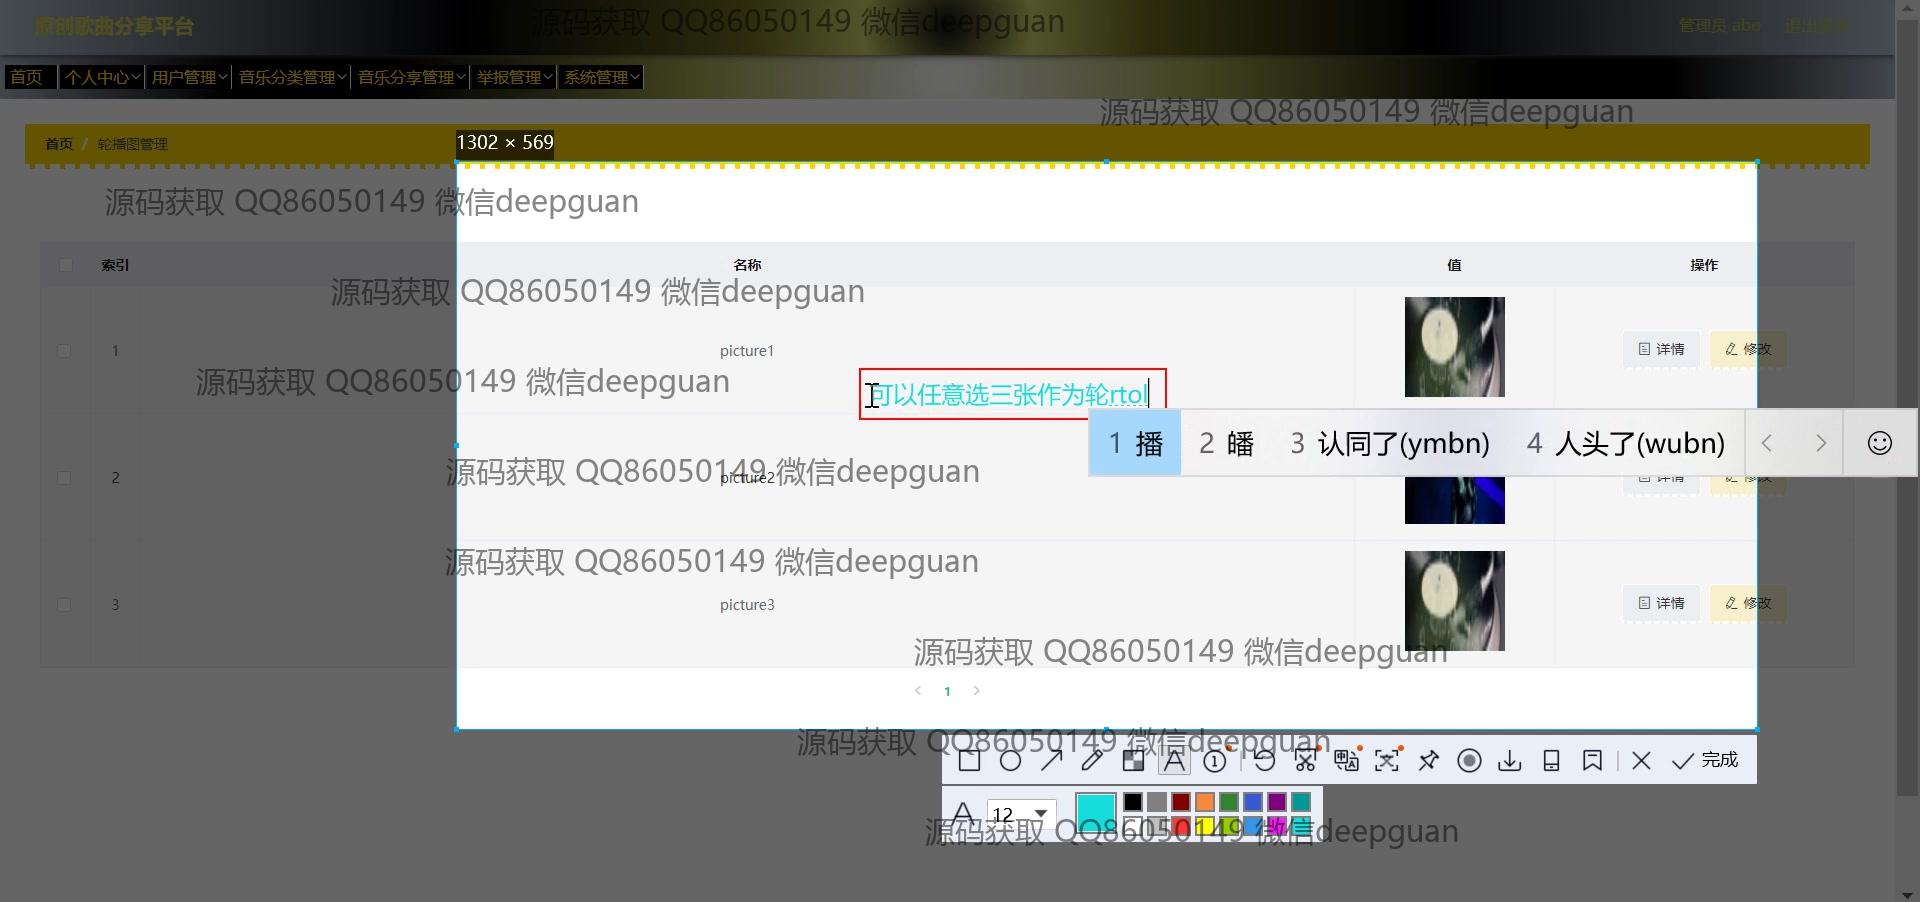 原创歌曲分享平台
源码获取 QQ86050149 微信deepguan
管理员 abo
退出登录
首页 个人中心 用户管理 音乐分类管理 音乐分享管理 举报管理 系统管理
源码获取 QQ86050149 微信deepguan
首页 / 轮播图管理
1302 × 569
源码获取 QQ86050149 微信deepguan
索引 名称 值 操作
源码获取 QQ86050149 微信deepguan
1 picture1 详情 修改
源码获取 QQ86050149 微信deepguan
可以任意选三张作为轮rtol
1 播 2 皤 3 认同了(ymbn) 4 人头了(wubn)
源码获取 QQ86050149 微信deepguan
2 picture2 详情 修改
源码获取 QQ86050149 微信deepguan
3 picture3 详情 修改
源码获取 QQ86050149 微信deepguan
1
源码获取 QQ86050149 微信deepguan
A 1 完成
A 12
源码获取 QQ86050149 微信deepguan